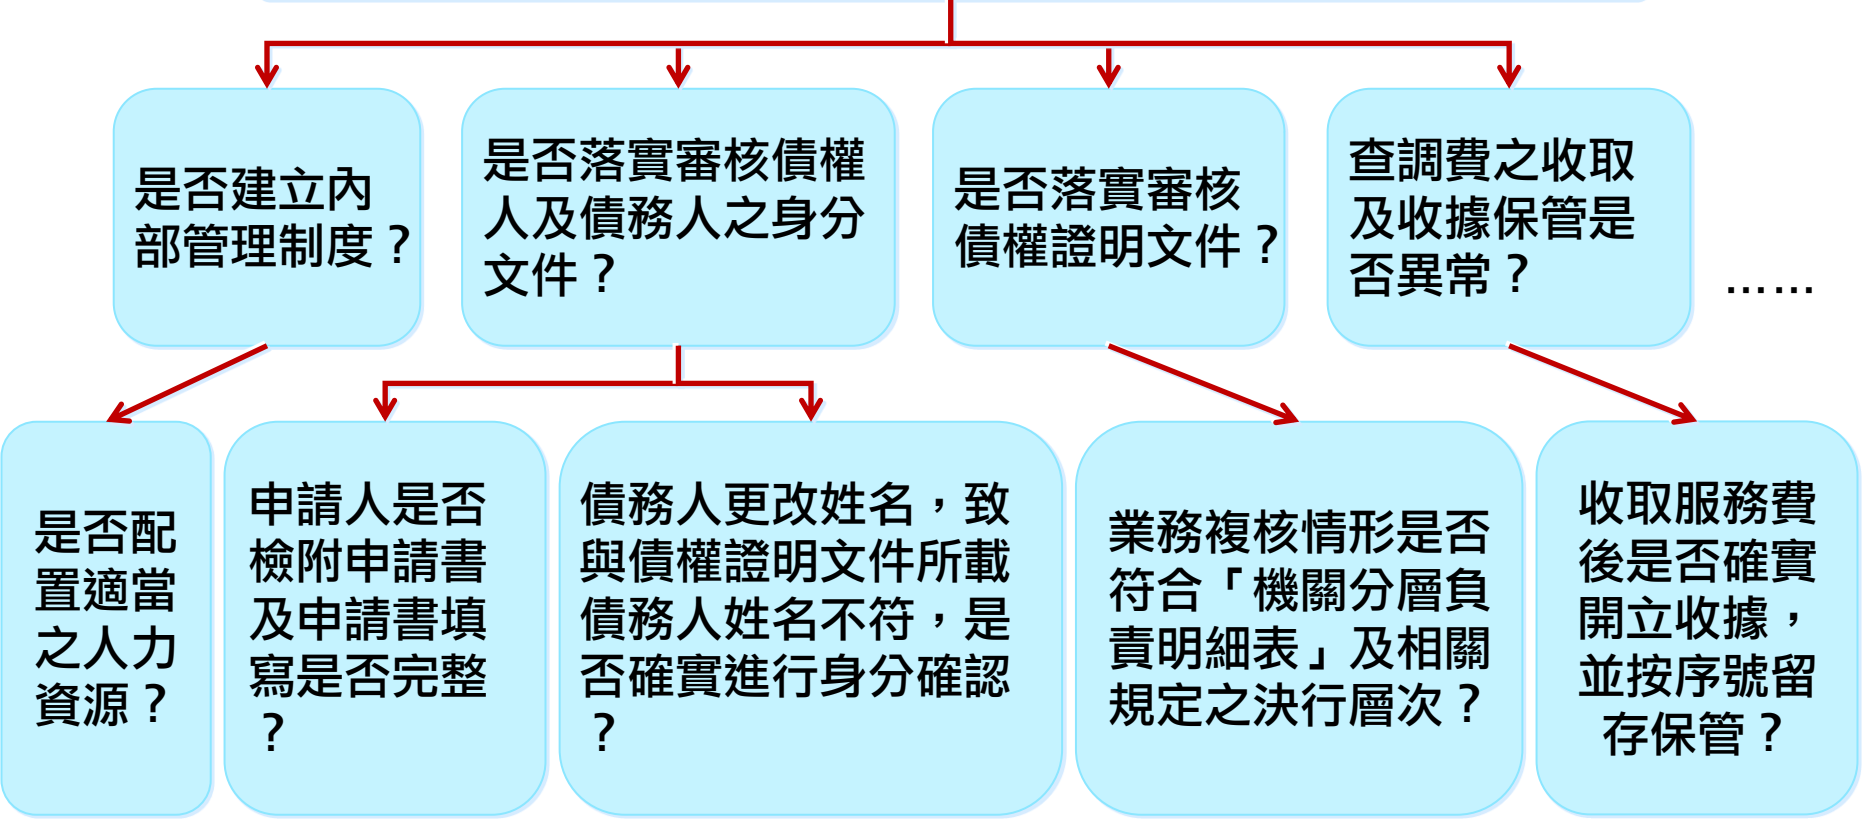 是否建立內
部管理制度？
是否落實審核債權
人及債務人之身分
文件？
是否落實審核
債權證明文件？
查調費之收取
及收據保管是
否異常？
……
是否配
置適當
之人力
資源？
申請人是否
檢附申請書
及申請書填
寫是否完整
？
債務人更改姓名，致
與債權證明文件所載
債務人姓名不符，是
否確實進行身分確認
？
業務複核情形是否
符合「機關分層負
責明細表」及相關
規定之決行層次？
收取服務費
後是否確實
開立收據，
並按序號留
存保管？